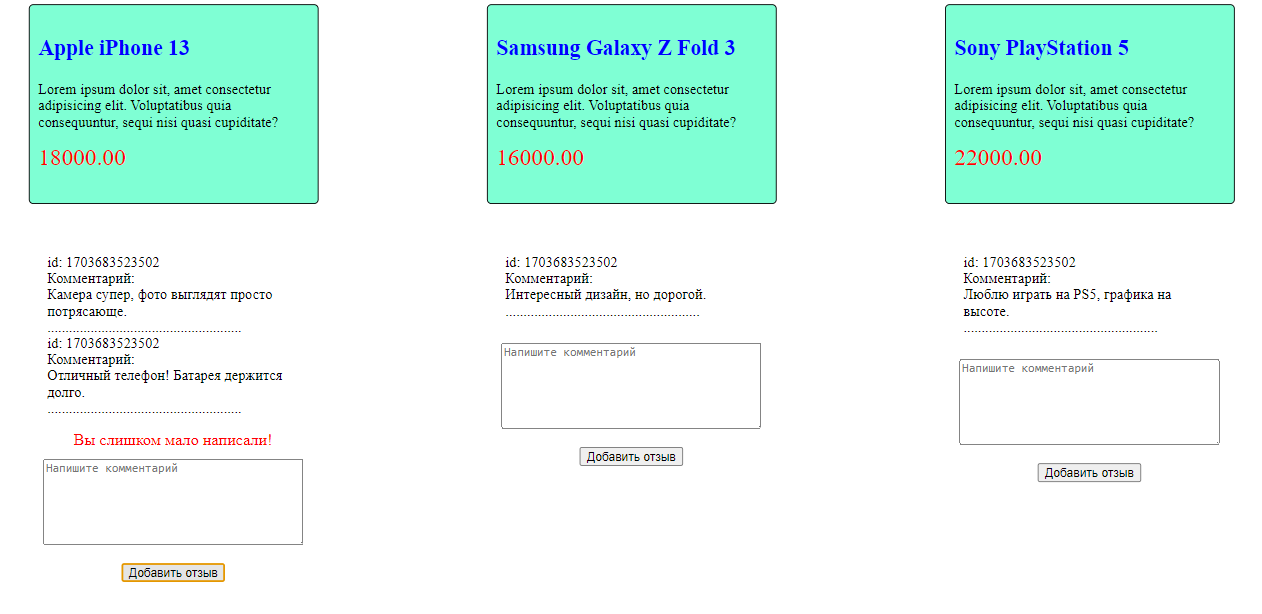 Apple iPhone 13
Lorem ipsum dolor sit, amet consectetur
adipisicing elit. Voluptatibus quia
consequuntur, sequi nisi quasi cupiditate?
18000.00
id: 1703683523502
Комментарий:
Камера супер, фото выглядят просто
потрясающе.
......................................................
id: 1703683523502
Комментарий:
Отличный телефон! Батарея держится
долго.
......................................................
Вы слишком мало написали!
Напишите комментарий
Добавить отзыв
Samsung Galaxy Z Fold 3
Lorem ipsum dolor sit, amet consectetur
adipisicing elit. Voluptatibus quia
consequuntur, sequi nisi quasi cupiditate?
16000.00
id: 1703683523502
Комментарий:
Интересный дизайн, но дорогой.
......................................................
Напишите комментарий
Добавить отзыв
Sony PlayStation 5
Lorem ipsum dolor sit, amet consectetur
adipisicing elit. Voluptatibus quia
consequuntur, sequi nisi quasi cupiditate?
22000.00
id: 1703683523502
Комментарий:
Люблю играть на PS5, графика на
высоте.
......................................................
Напишите комментарий
Добавить отзыв